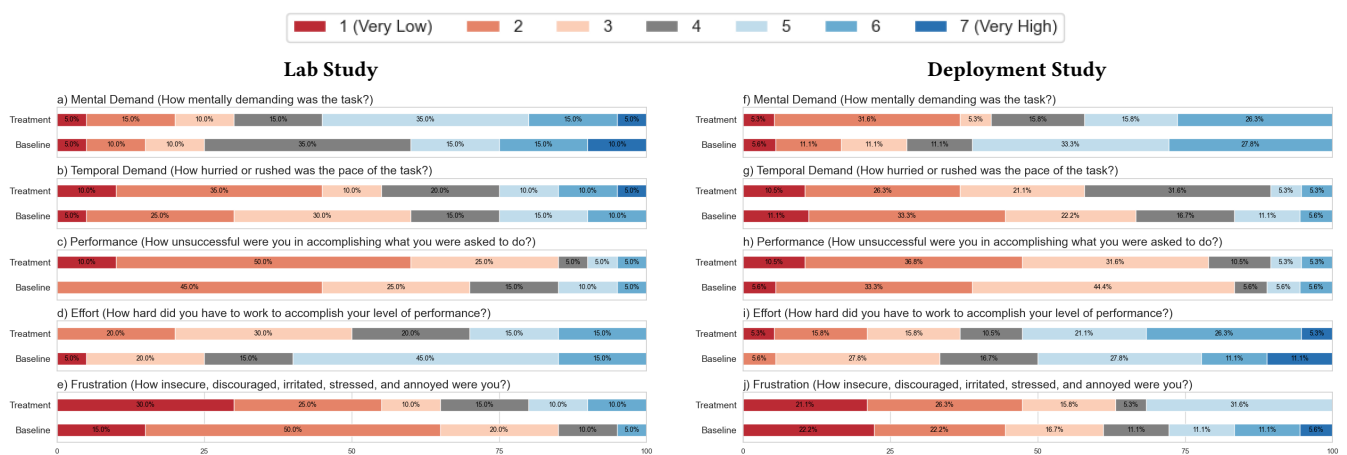 1 (Very Low) 2 3 4 5 6 7 (Very High)
Lab Study
a) Mental Demand (How mentally demanding was the task?)
Treatment 5.0% 15.0% 10.0% 15.0% 35.0% 15.0% 5.0%
Baseline 5.0% 10.0% 10.0% 35.0% 15.0% 15.0% 10.0%
b) Temporal Demand (How hurried or rushed was the pace of the task?)
Treatment 10.0% 35.0% 10.0% 20.0% 10.0% 10.0% 5.0%
Baseline 5.0% 25.0% 30.0% 15.0% 15.0% 10.0%
c) Performance (How unsuccessful were you in accomplishing what you were asked to do?)
Treatment 10.0% 50.0% 25.0% 5.0% 5.0% 5.0%
Baseline 45.0% 25.0% 15.0% 10.0% 5.0%
d) Effort (How hard did you have to work to accomplish your level of performance?)
Treatment 20.0% 30.0% 20.0% 15.0% 15.0%
Baseline 5.0% 20.0% 15.0% 45.0% 15.0%
e) Frustration (How insecure, discouraged, irritated, stressed, and annoyed were you?)
Treatment 30.0% 25.0% 10.0% 15.0% 10.0% 10.0%
Baseline 15.0% 50.0% 20.0% 10.0% 5.0%
0 25 50 75 100
Deployment Study
f) Mental Demand (How mentally demanding was the task?)
Treatment 5.3% 31.6% 5.3% 15.8% 15.8% 26.3%
Baseline 5.6% 11.1% 11.1% 11.1% 33.3% 27.8%
g) Temporal Demand (How hurried or rushed was the pace of the task?)
Treatment 10.5% 26.3% 21.1% 31.6% 5.3% 5.3%
Baseline 11.1% 33.3% 22.2% 16.7% 11.1% 5.6%
h) Performance (How unsuccessful were you in accomplishing what you were asked to do?)
Treatment 10.5% 36.8% 31.6% 10.5% 5.3% 5.3%
Baseline 5.6% 33.3% 44.4% 5.6% 5.6% 5.6%
i) Effort (How hard did you have to work to accomplish your level of performance?)
Treatment 5.3% 15.8% 15.8% 10.5% 21.1% 26.3% 5.3%
Baseline 5.6% 27.8% 16.7% 27.8% 11.1% 11.1%
j) Frustration (How insecure, discouraged, irritated, stressed, and annoyed were you?)
Treatment 21.1% 26.3% 15.8% 5.3% 31.6%
Baseline 22.2% 22.2% 16.7% 11.1% 11.1% 11.1% 5.6%
0 25 50 75 100